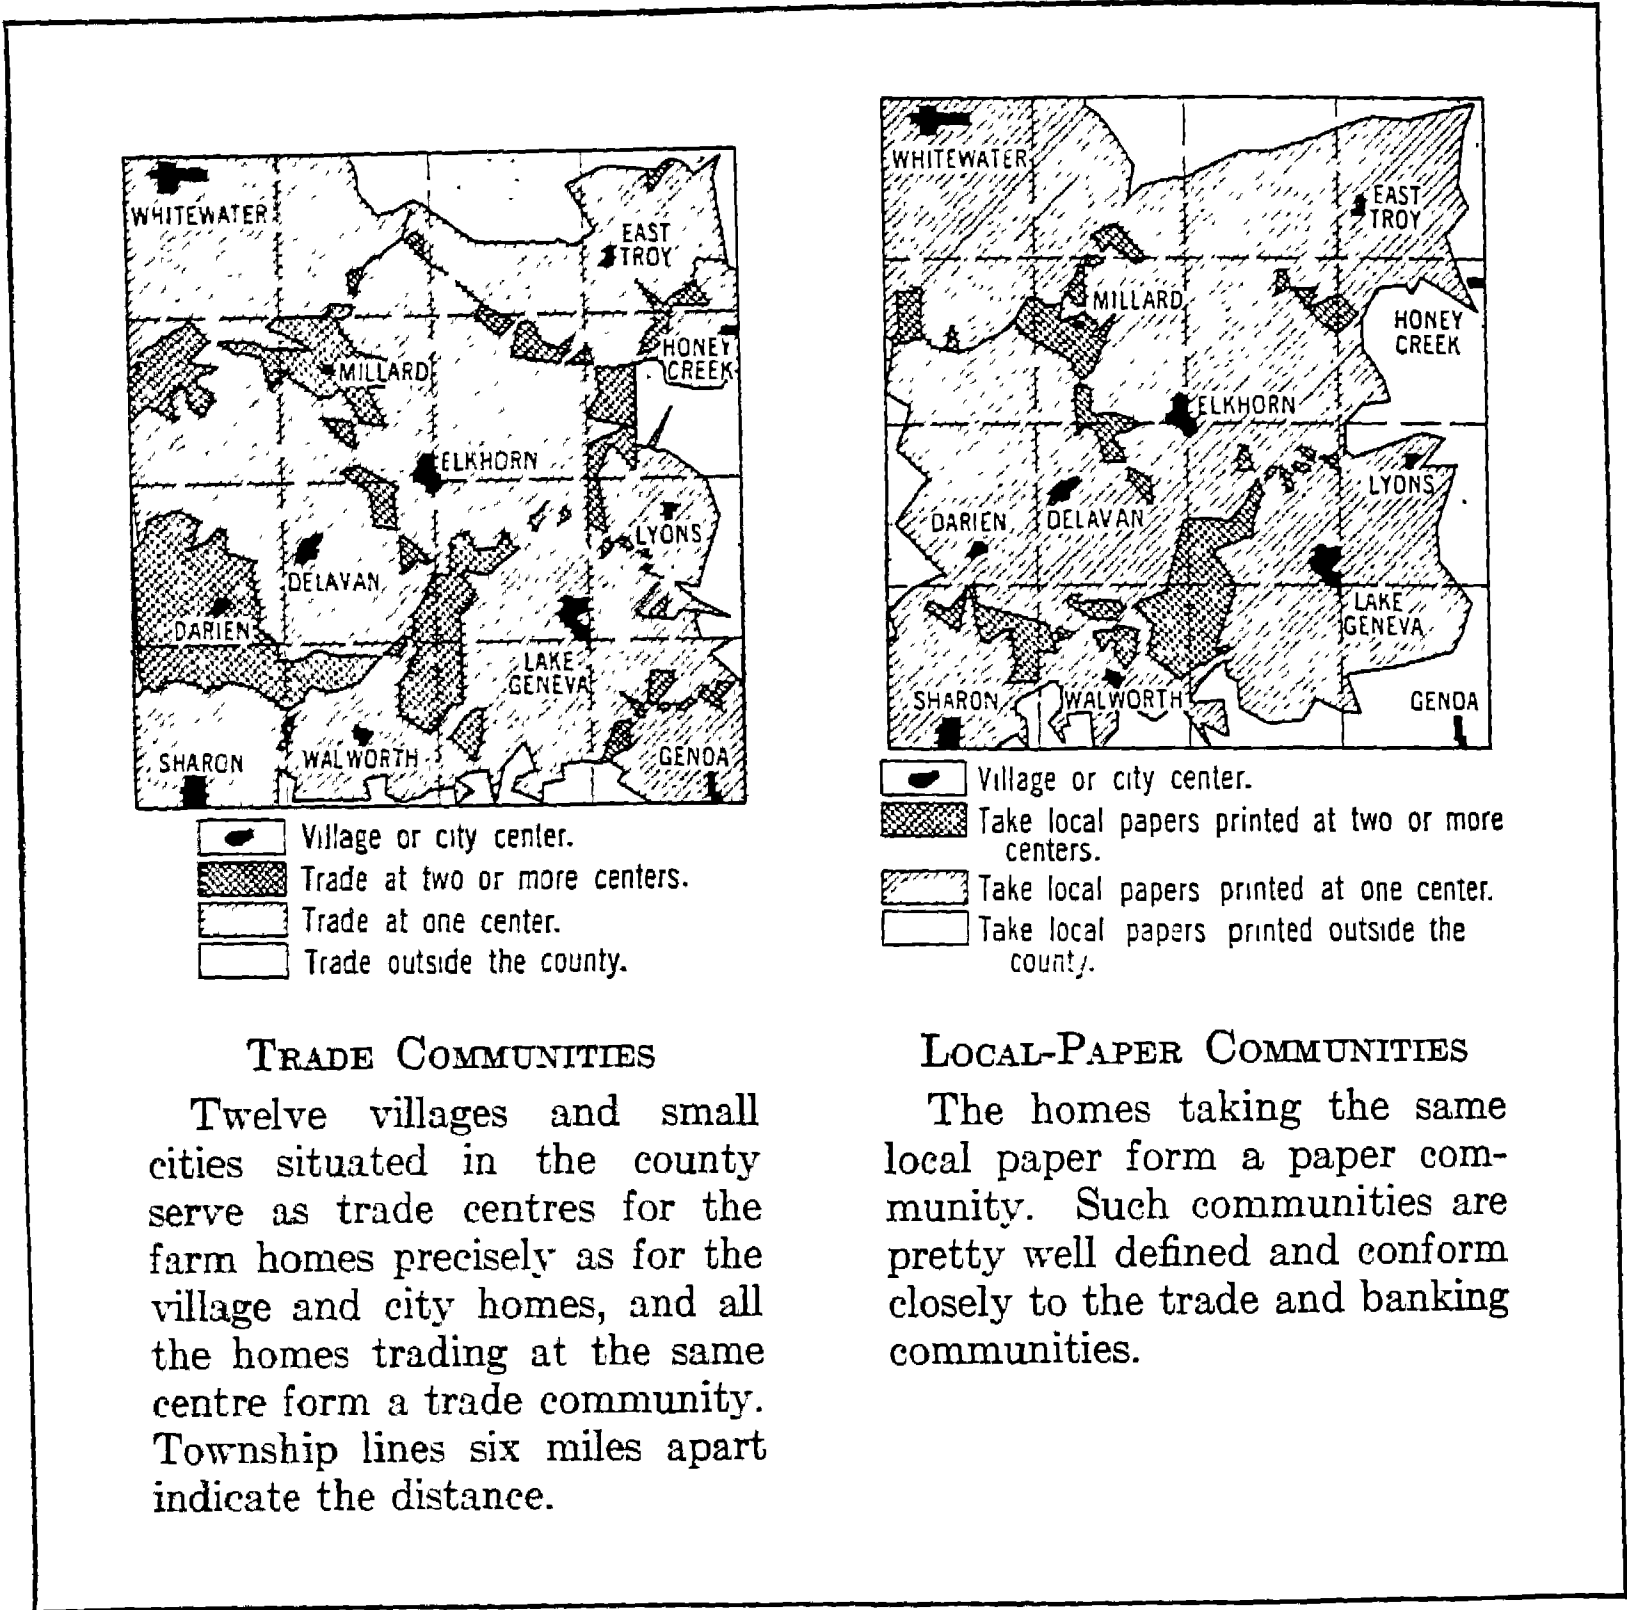 WHITEWATER
EAST
TROY
HONEY
CREEK
MILLARD
ELKHORN
LYONS
DELAVAN
DARIEN
LAKE
GENEVA
SHARON
WALWORTH
GENOA
Village or city center.
Trade at two or more centers.
Trade at one center.
Trade outside the county.
TRADE COMMUNITIES
Twelve villages and small
cities situated in the county
serve as trade centres for the
farm homes precisely as for the
village and city homes, and all
the homes trading at the same
centre form a trade community.
Township lines six miles apart
indicate the distance.
WHITEWATER
EAST
TROY
MILLARD
HONEY
CREEK
ELKHORN
LYONS
DARIEN
DELAVAN
LAKE
GENEVA
SHARON
WALWORTH
GENOA
Village or city center.
Take local papers printed at two or more
centers.
Take local papers printed at one center.
Take local papers printed outside the
county.
LOCAL-PAPER COMMUNITIES
The homes taking the same
local paper form a paper com-
munity. Such communities are
pretty well defined and conform
closely to the trade and banking
communities.